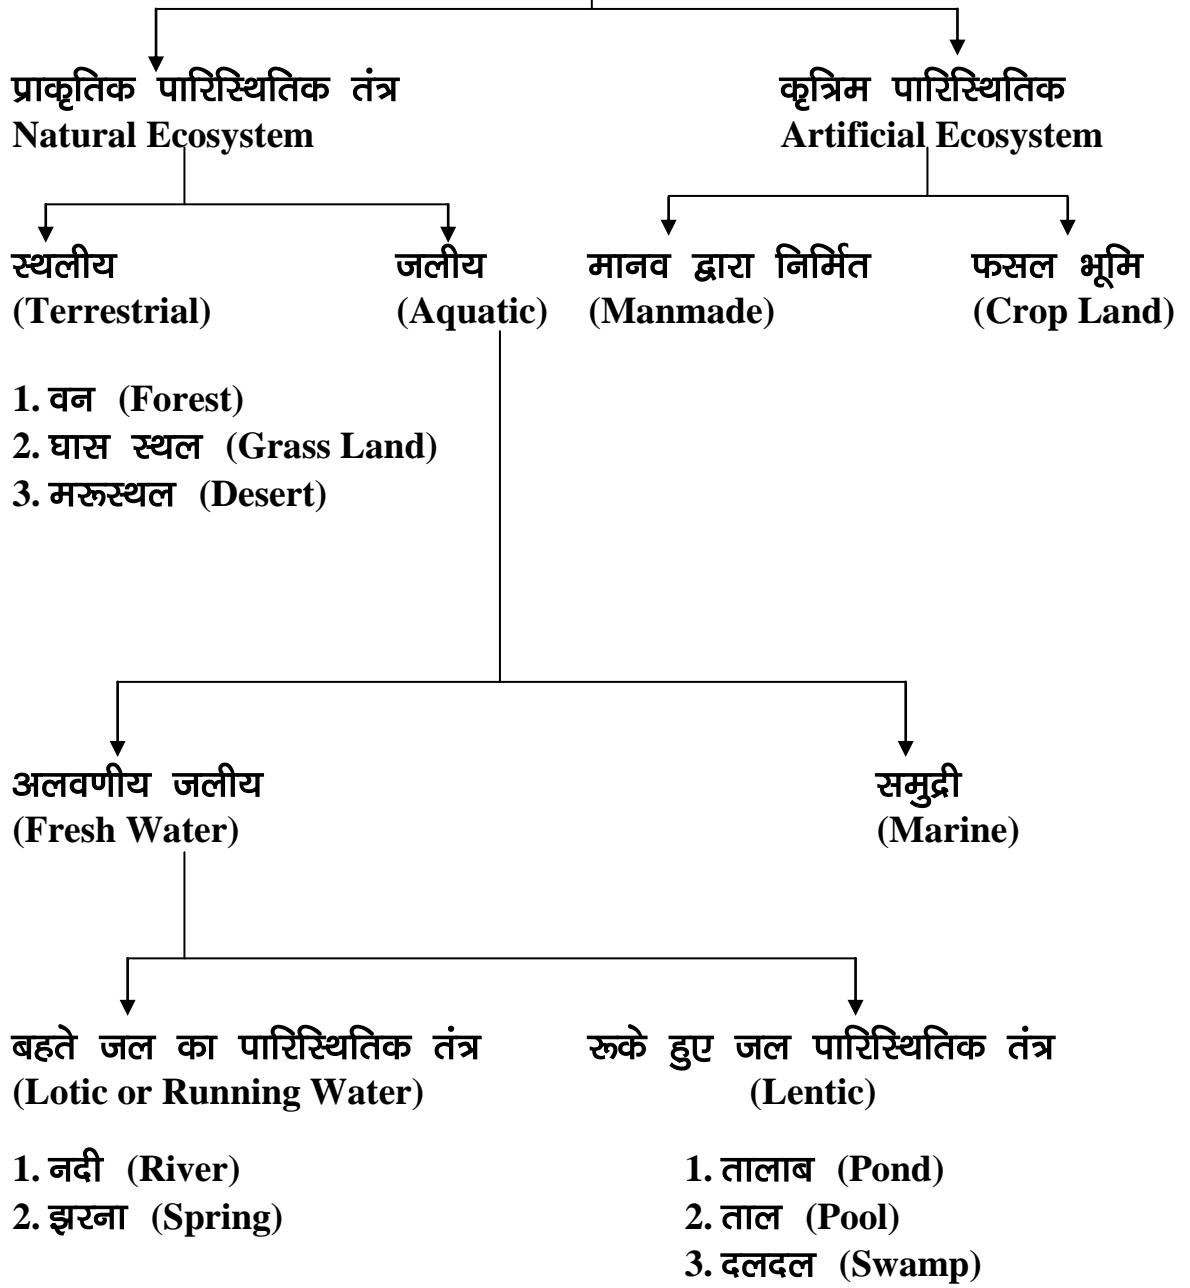 प्राकृतिक पारिस्थितिक तंत्र
Natural Ecosystem
कृत्रिम पारिस्थितिक
Artificial Ecosystem
स्थलीय
(Terrestrial)
जलीय
(Aquatic)
मानव द्वारा निर्मित
(Manmade)
फसल भूमि
(Crop Land)
1. वन (Forest)
2. घास स्थल (Grass Land)
3. मरूस्थल (Desert)
अलवणीय जलीय
(Fresh Water)
समुद्री
(Marine)
बहते जल का पारिस्थितिक तंत्र
(Lotic or Running Water)
रूके हुए जल पारिस्थितिक तंत्र
(Lentic)
1. नदी (River)
2. झरना (Spring)
1. तालाब (Pond)
2. ताल (Pool)
3. दलदल (Swamp)